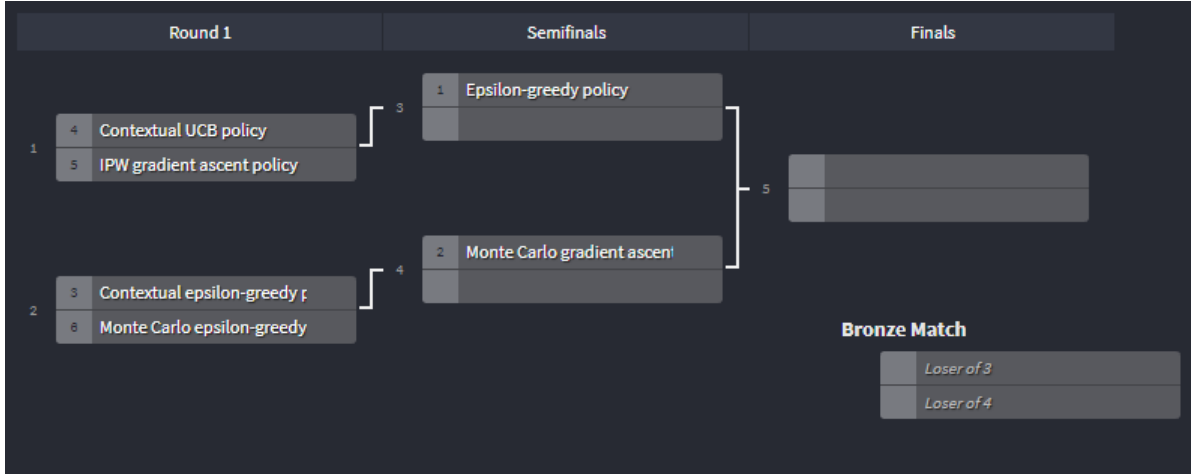 Round 1
Semifinals
Finals
1
4 Contextual UCB policy
5 IPW gradient ascent policy
2
3 Contextual epsilon-greedy
6 Monte Carlo epsilon-greedy
3
1 Epsilon-greedy policy
4
2 Monte Carlo gradient ascent
5
Bronze Match
Loser of 3
Loser of 4